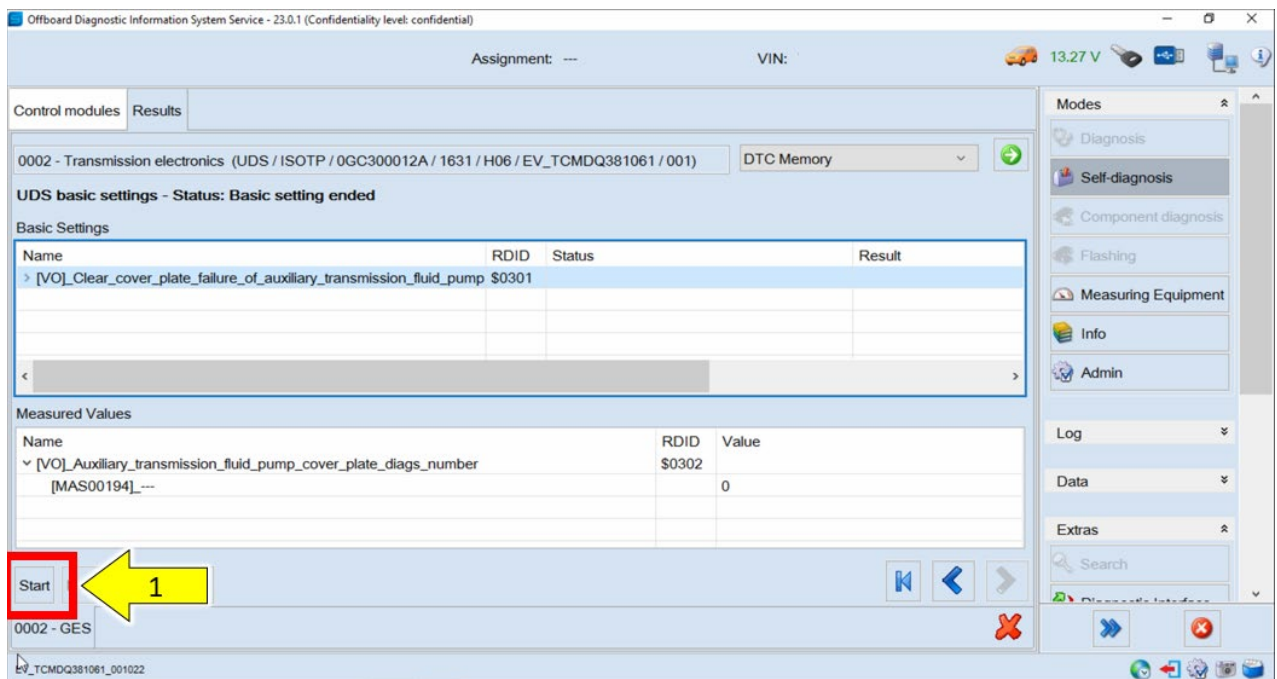 Offboard Diagnostic Information System Service - 23.0.1 (Confidentiality level: confidential)
Assignment: --- VIN: 13.27 V
Control modules Results
0002 - Transmission electronics (UDS / ISOTP / 0GC300012A / 1631 / H06 / EV_TCMDQ381061 / 001) DTC Memory
UDS basic settings - Status: Basic setting ended
Basic Settings
Name RDID Status Result
[VO]_Clear_cover_plate_failure_of_auxiliary_transmission_fluid_pump $0301
Measured Values
Name RDID Value
[VO]_Auxiliary_transmission_fluid_pump_cover_plate_diags_number $0302
[MAS00194]_--- 0
Start 1
0002 - GES
EV_TCMDQ381061_001022
Modes
Diagnosis
Self-diagnosis
Component diagnosis
Flashing
Measuring Equipment
Info
Admin
Log
Data
Extras
Search